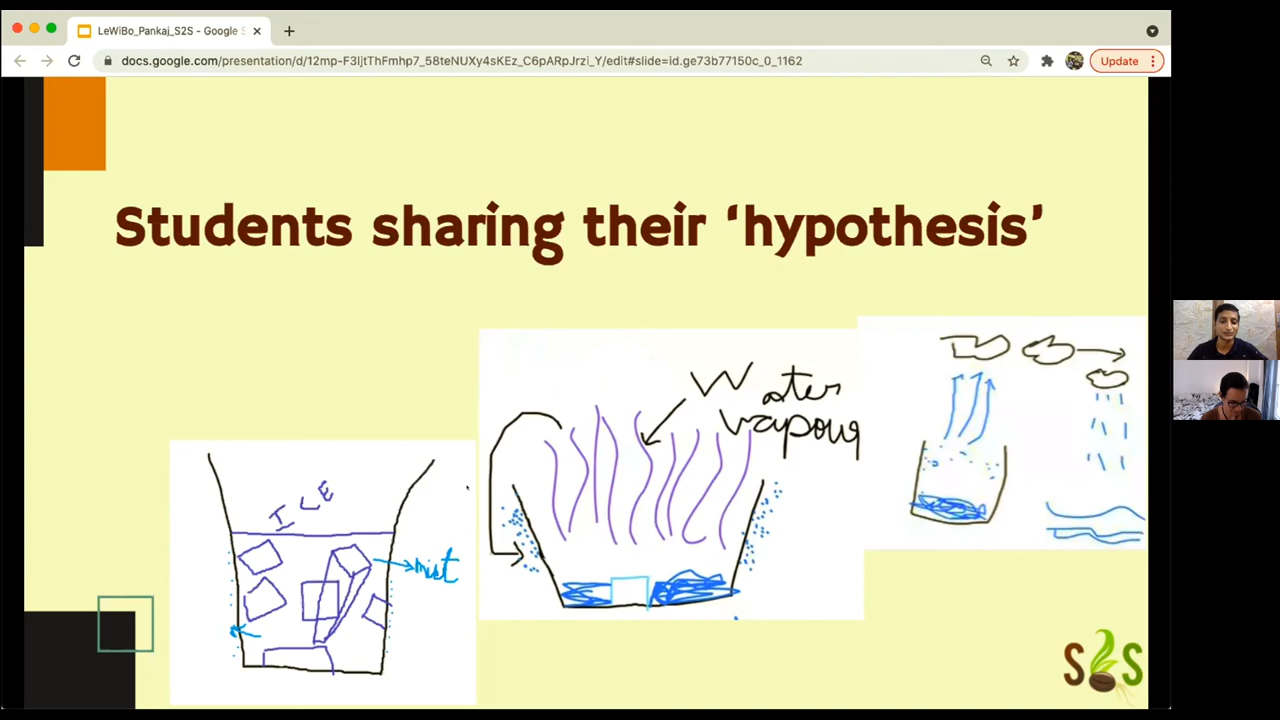 LeWiBo_Pankaj_S2S - Google S
docs.google.com/presentation/d/12mp-F3ljtThFmhp7_58teNUXy4sKEz_C6pARpJrzi_Y/edit#slide=id.ge73b77150c_0_1162
Update
Students sharing their ‘hypothesis’
Water
vapour
ICE
mist
S2S